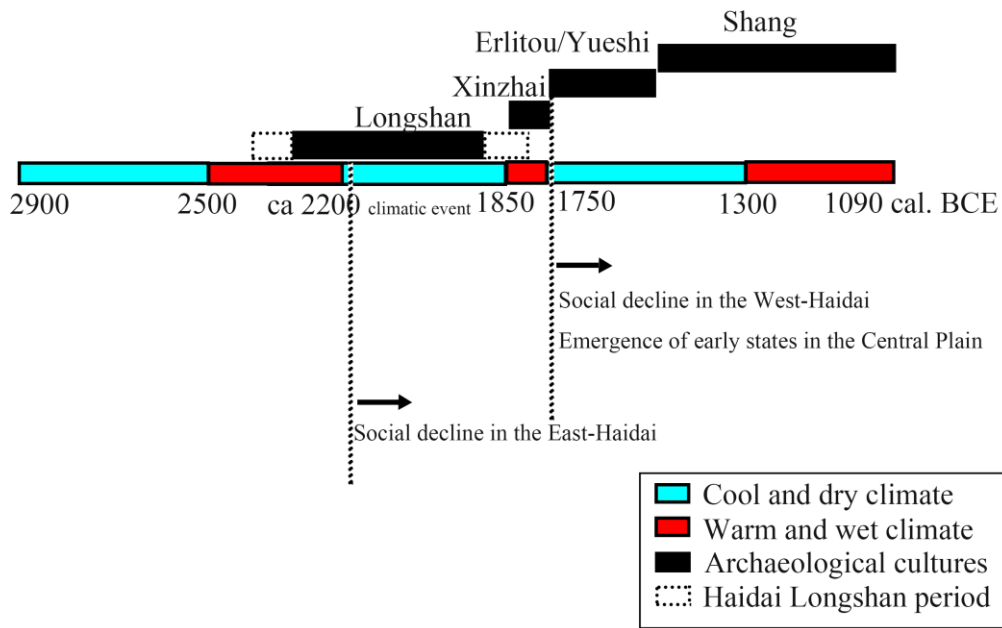 Shang
Erlitou/Yueshi
Xinzhai
Longshan
2900 2500 ca 2200 climatic event 1850 1750 1300 1090 cal. BCE
Social decline in the West-Haidai
Emergence of early states in the Central Plain
Social decline in the East-Haidai
Cool and dry climate
Warm and wet climate
Archaeological cultures
Haidai Longshan period